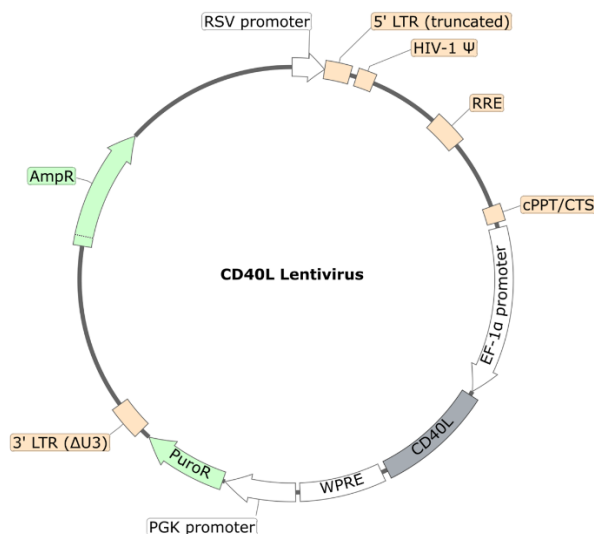 RSV promoter
5' LTR (truncated)
HIV-1 Ψ
RRE
cPPT/CTS
EF-1α promoter
CD40L
WPRE
PGK promoter
PuroR
3' LTR (ΔU3)
AmpR
CD40L Lentivirus